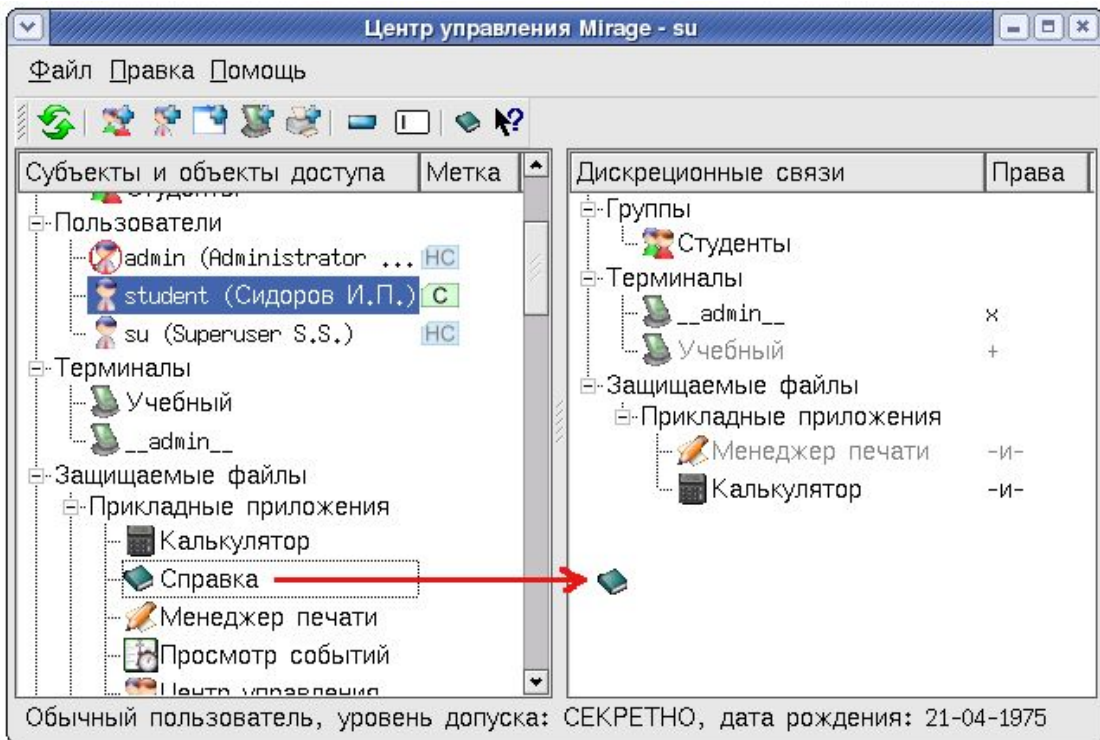 Центр управления Mirage - su
Файл Правка Помощь
Субъекты и объекты доступа Метка
Студенты
Пользователи
admin (Administrator ... НС
student (Сидоров И.П.) С
su (Superuser S.S.) НС
Терминалы
Учебный
__admin__
Защищаемые файлы
Прикладные приложения
Калькулятор
Справка
Менеджер печати
Просмотр событий
Центр управления
Дискреционные связи Права
Группы
Студенты
Терминалы
__admin__ x
Учебный +
Защищаемые файлы
Прикладные приложения
Менеджер печати -и-
Калькулятор -и-
Обычный пользователь, уровень допуска: СЕКРЕТНО, дата рождения: 21-04-1975